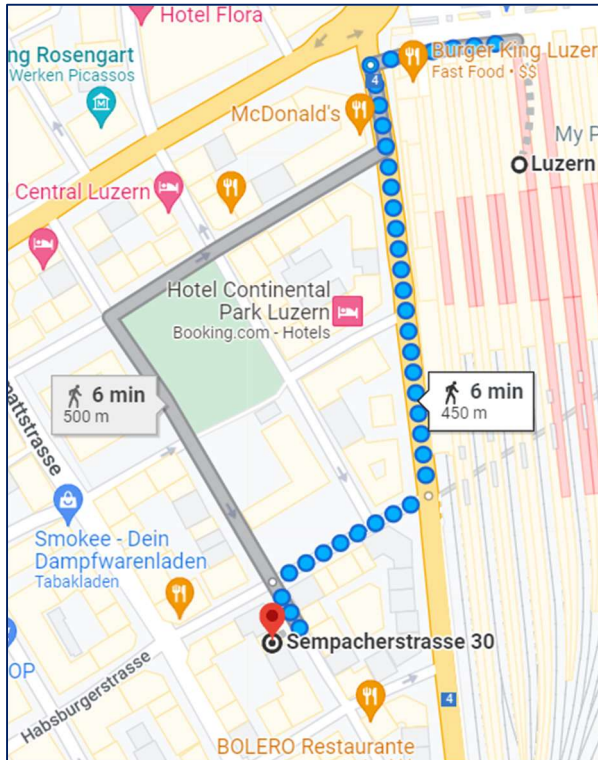 Hotel Flora
ng Rosengart
Werken Picassos
Burger King Luzer
Fast Food • $$
4
McDonald's
My P
Luzern
Central Luzern
Hotel Continental
Park Luzern
Booking.com - Hotels
6 min
500 m
6 min
450 m
mattstrasse
Smokee - Dein
Dampfwarenladen
Tabakladen
Sempacherstrasse 30
OP
Habsburgerstrasse
4
BOLERO Restaurante